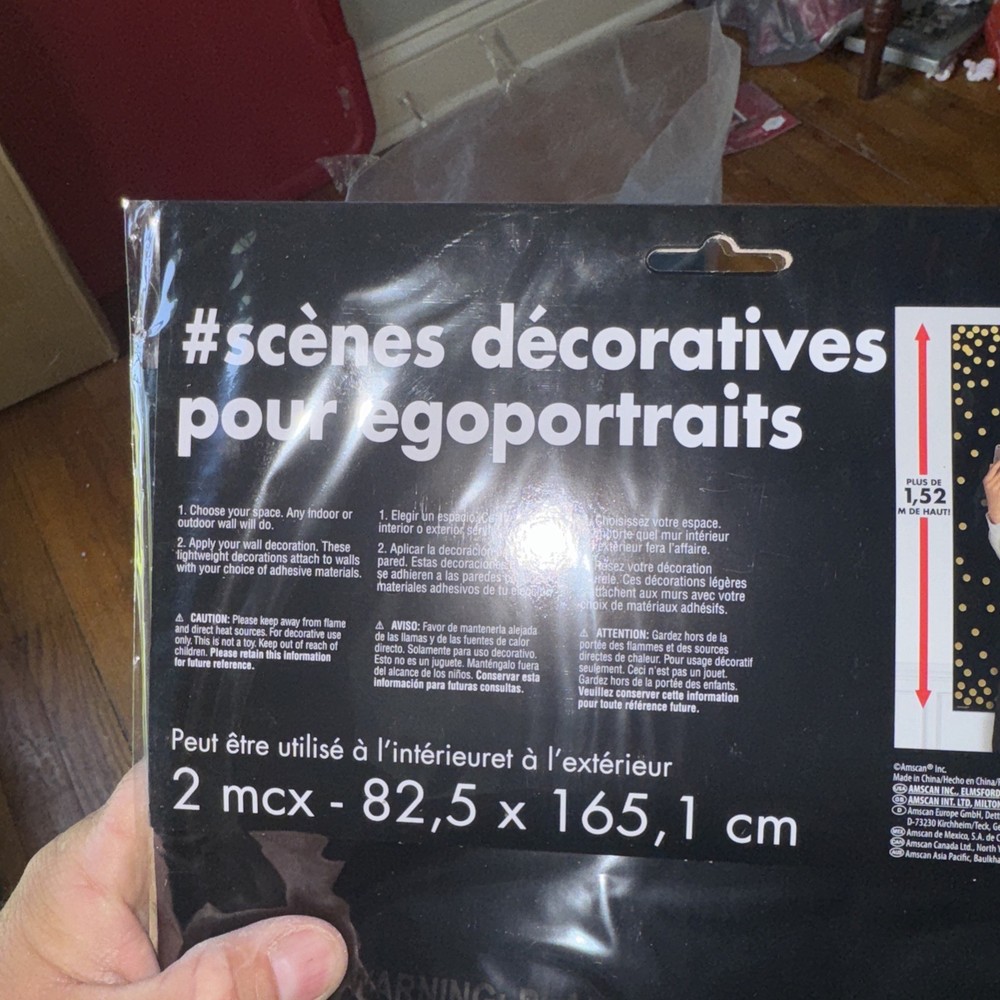 #scènes décoratives
pour egoportraits
1. Choose your space. Any indoor or
outdoor wall will do.
2. Apply your wall decoration. These
lightweight decorations attach to walls
with your choice of adhesive materials.
⚠ CAUTION: Please keep away from flame
and direct heat sources. For decorative use
only. This is not a toy. Keep out of reach of
children. Please retain this information
for future reference.
1. Elegir un espacio.
interior o exterior
2. Aplicar la decoración
pared. Estas decoraciones
se adhieren a las paredes
materiales adhesivos de tu
⚠ AVISO: Favor de mantenerla alejada
de las llamas y de las fuentes de calor
directo. Solamente para uso decorativo.
Esto no es un juguete. Manténgalo fuera
del alcance de los niños. Conservar esta
información para futuras consultas.
Choisissez votre espace.
quel mur intérieur
extérieur fera l'affaire.
votre décoration
Ces décorations légères
attachent aux murs avec votre
choix de matériaux adhésifs.
⚠ ATTENTION: Gardez hors de la
portée des flammes et des sources
directes de chaleur. Pour usage décoratif
seulement. Ceci n'est pas un jouet.
Gardez hors de la portée des enfants.
Veuillez conserver cette information
pour toute référence future.
Peut être utilisé à l'intérieuret à l'extérieur
2 mcx - 82,5 x 165,1 cm
PLUS DE
1,52
M DE HAUT!
©Amscan® Inc.
Made in China/Hecho en China/
USA AMSCAN INC., ELMSFORD
GB AMSCAN INT. LTD, MILTON
D Amscan Europe GmbH, Dett
D-73230 Kirchheim/Teck, G
MEX Amscan de Mexico, S.A. de C
CAN Amscan Canada Ltd., North
AUS Amscan Asia Pacific, Baulkha
WARNING: